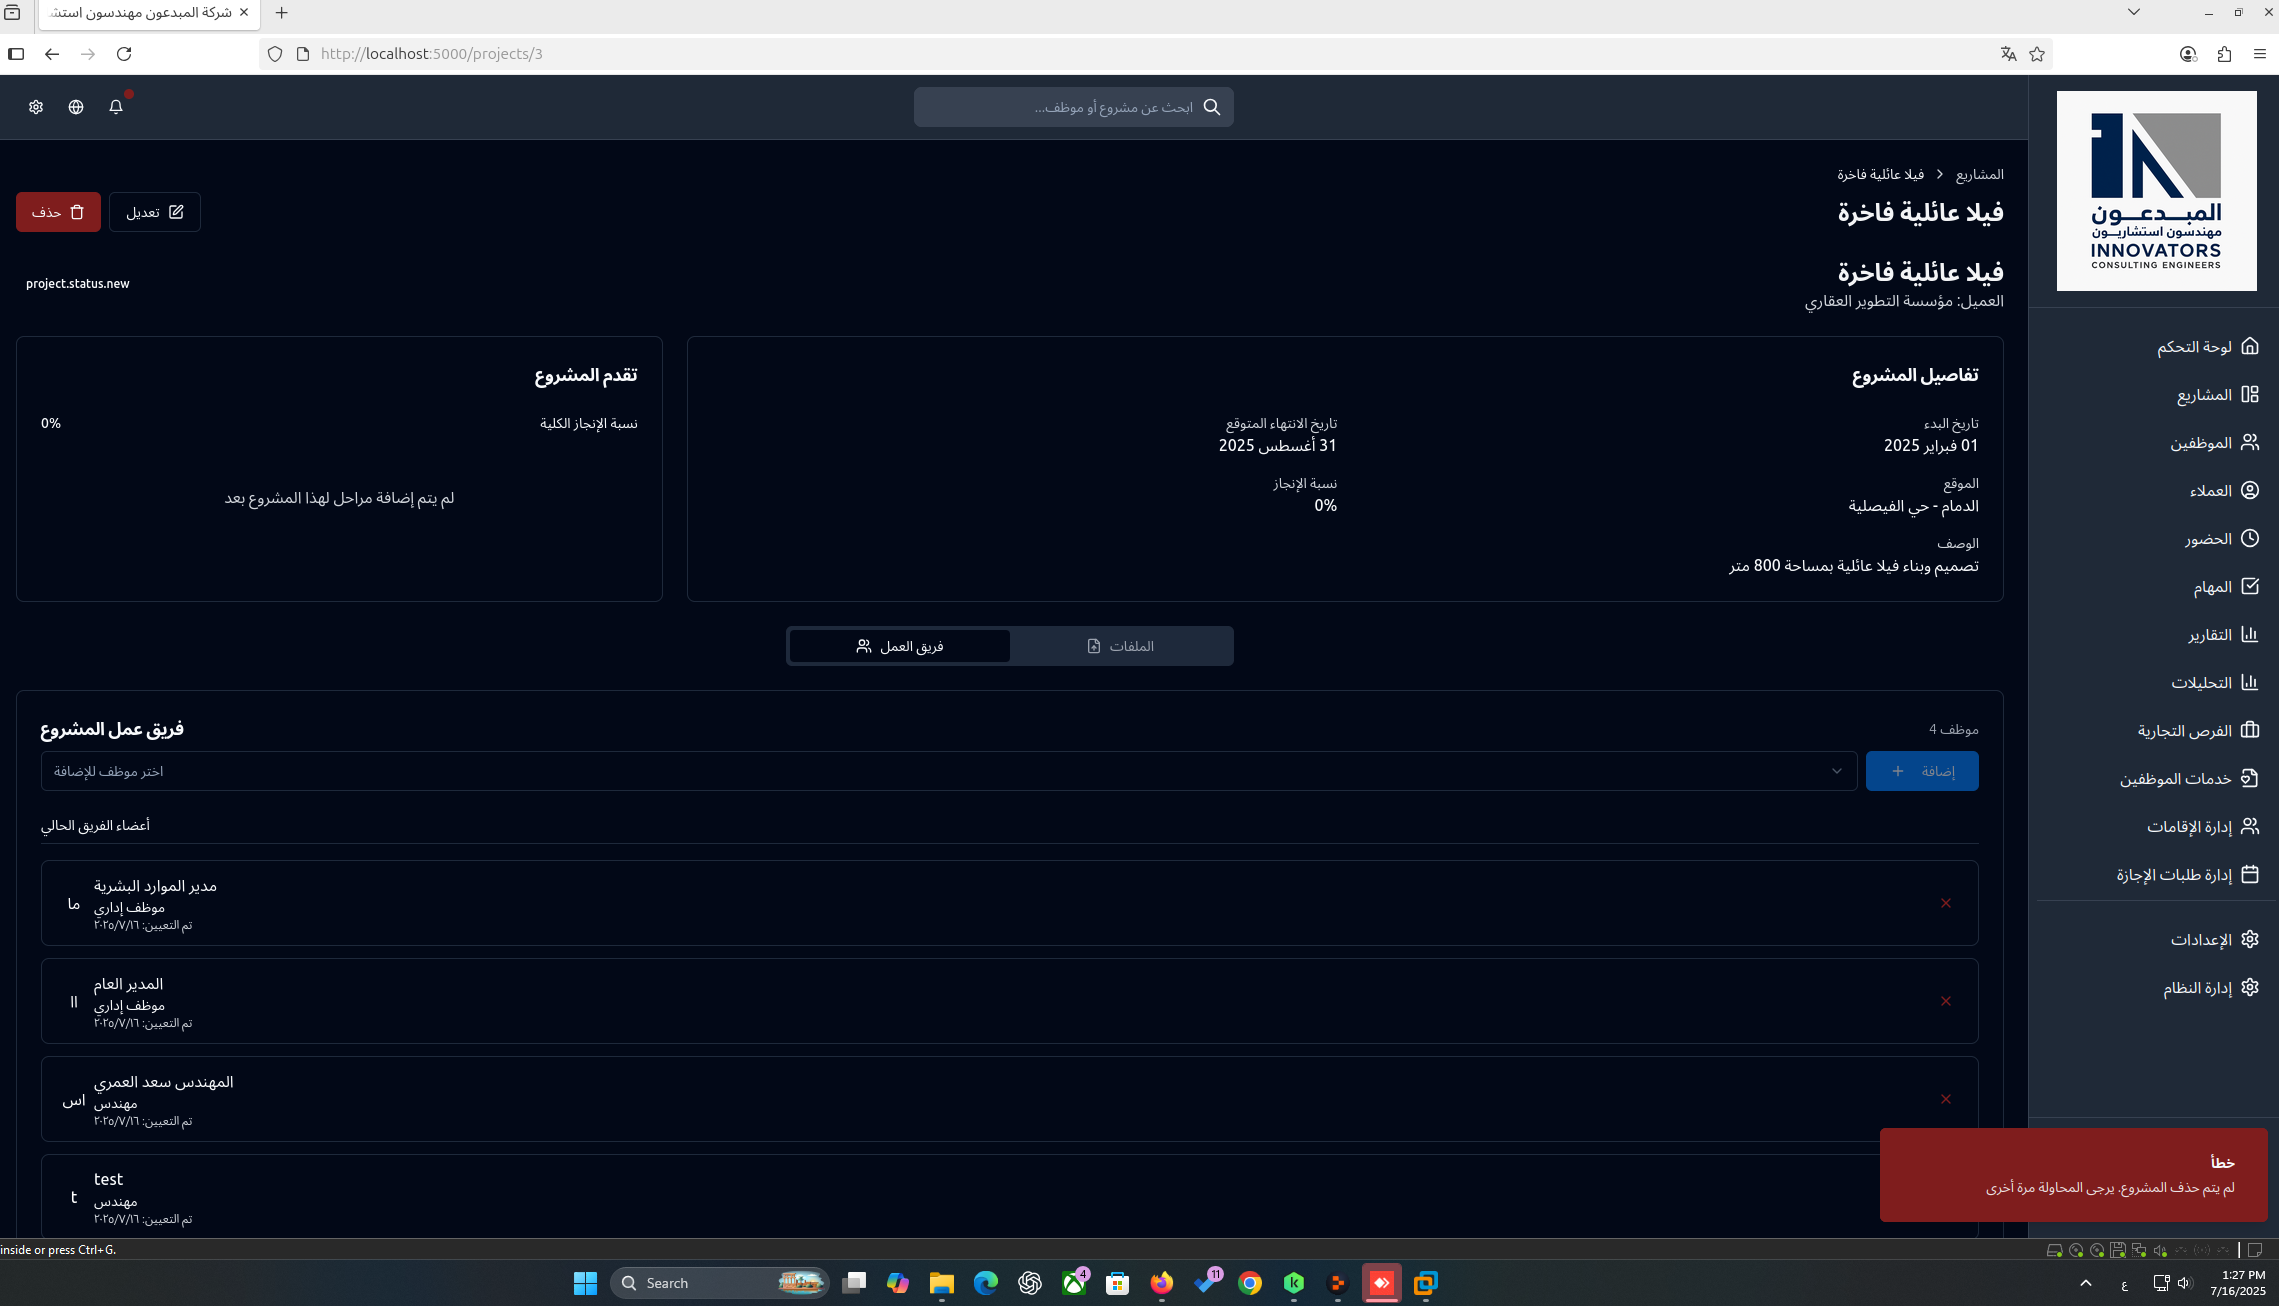 شركة المبدعون مهندسون استش
http://localhost:5000/projects/3
ابحث عن مشروع أو موظف...
المبدعون
مهندسون استشاريون
INNOVATORS
CONSULTING ENGINEERS
لوحة التحكم
المشاريع
الموظفين
العملاء
الحضور
المهام
التقارير
التحليلات
الفرص التجارية
خدمات الموظفين
إدارة الإقامات
إدارة طلبات الإجازة
الإعدادات
إدارة النظام
المشاريع > فيلا عائلية فاخرة
فيلا عائلية فاخرة
تعديل
حذف
فيلا عائلية فاخرة
العميل: مؤسسة التطوير العقاري
project.status.new
تفاصيل المشروع
تاريخ البدء
01 فبراير 2025
تاريخ الانتهاء المتوقع
31 أغسطس 2025
الموقع
الدمام - حي الفيصلية
نسبة الإنجاز
0%
الوصف
تصميم وبناء فيلا عائلية بمساحة 800 متر
تقدم المشروع
نسبة الإنجاز الكلية
0%
لم يتم إضافة مراحل لهذا المشروع بعد
الملفات
فريق العمل
موظف 4
فريق عمل المشروع
إضافة
اختر موظف للإضافة
أعضاء الفريق الحالي
ما
مدير الموارد البشرية
موظف إداري
تم التعيين: ٢٠٢٥/٧/١٦
اا
المدير العام
موظف إداري
تم التعيين: ٢٠٢٥/٧/١٦
اس
المهندس سعد العمري
مهندس
تم التعيين: ٢٠٢٥/٧/١٦
t
test
مهندس
تم التعيين: ٢٠٢٥/٧/١٦
خطأ
لم يتم حذف المشروع. يرجى المحاولة مرة أخرى
inside or press Ctrl+G.
Search
4
11
ع
1:27 PM
7/16/2025